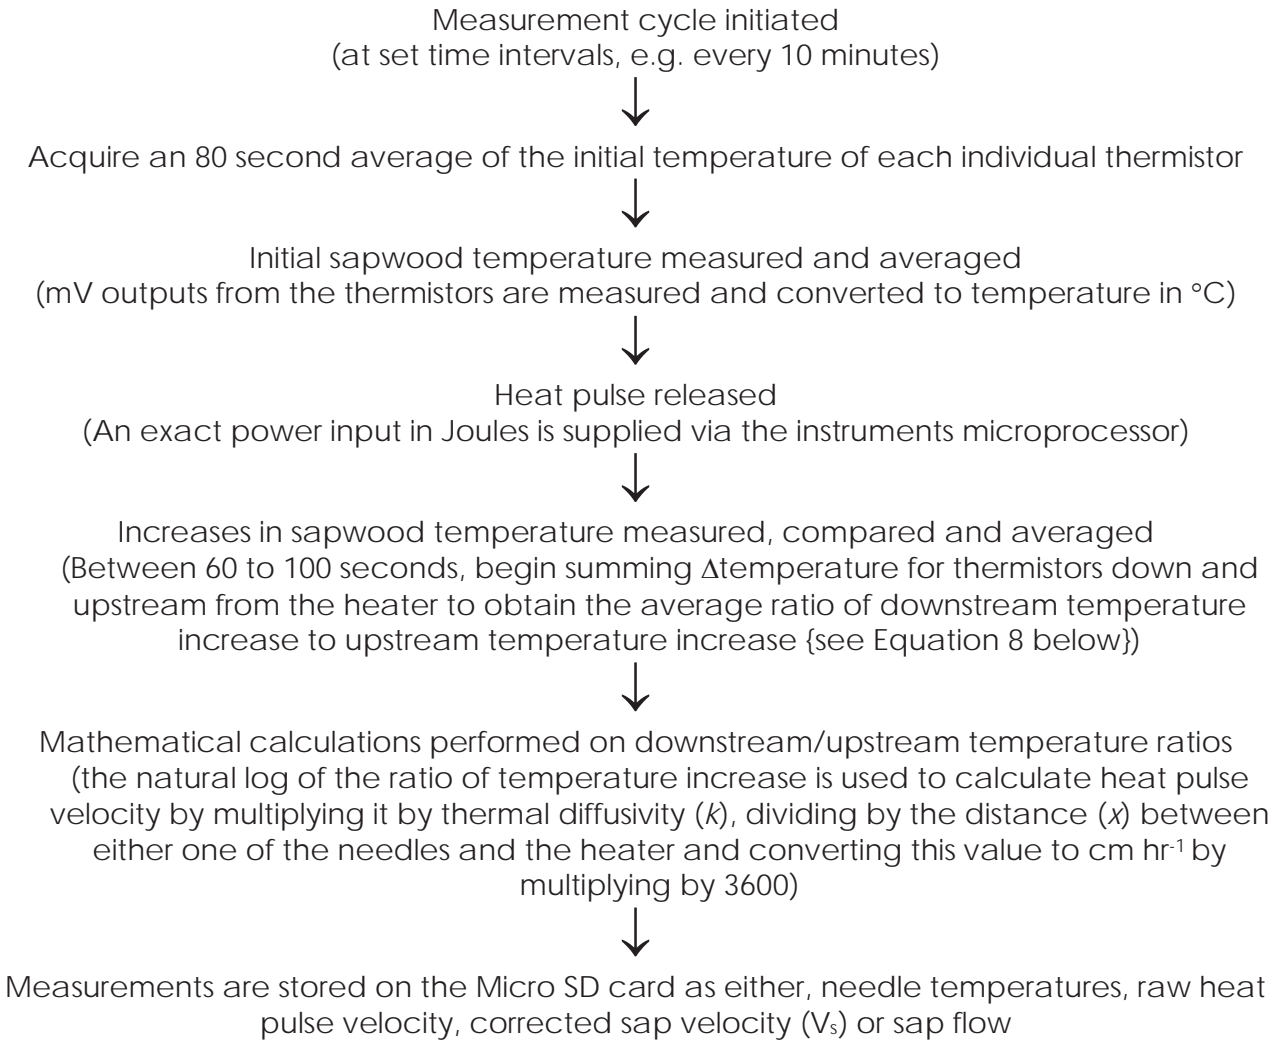 Measurement cycle initiated
(at set time intervals, e.g. every 10 minutes)
Acquire an 80 second average of the initial temperature of each individual thermistor
Initial sapwood temperature measured and averaged
(mV outputs from the thermistors are measured and converted to temperature in °C)
Heat pulse released
(An exact power input in Joules is supplied via the instruments microprocessor)
Increases in sapwood temperature measured, compared and averaged
(Between 60 to 100 seconds, begin summing Δtemperature for thermistors down and
upstream from the heater to obtain the average ratio of downstream temperature
increase to upstream temperature increase {see Equation 8 below})
Mathematical calculations performed on downstream/upstream temperature ratios
(the natural log of the ratio of temperature increase is used to calculate heat pulse
velocity by multiplying it by thermal diffusivity (k), dividing by the distance (x) between
either one of the needles and the heater and converting this value to cm hr⁻¹ by
multiplying by 3600)
Measurements are stored on the Micro SD card as either, needle temperatures, raw heat
pulse velocity, corrected sap velocity (Vₛ) or sap flow